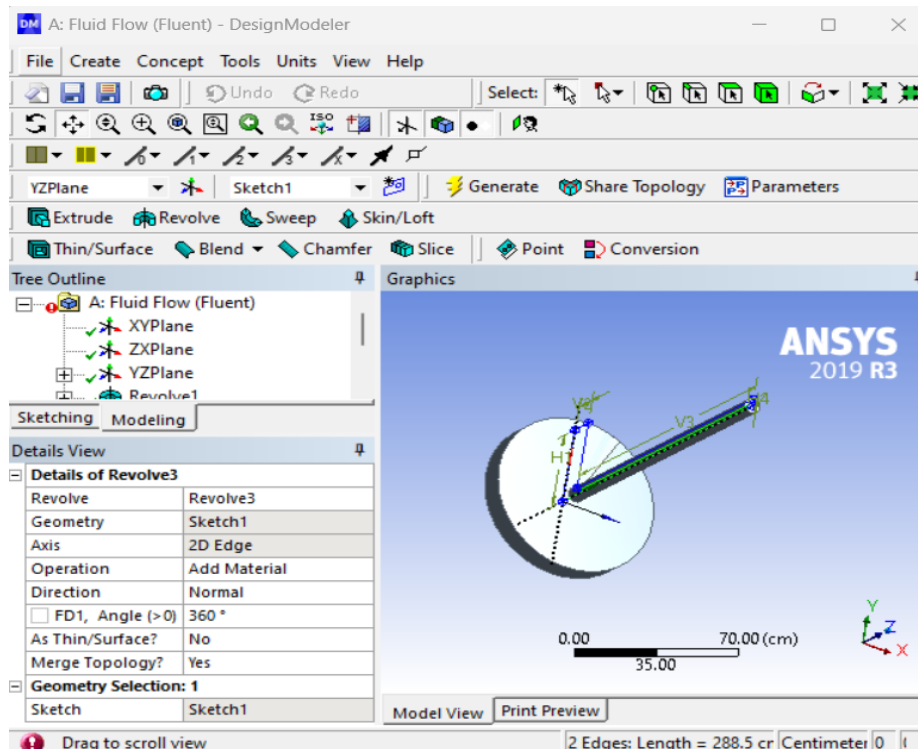 DM A: Fluid Flow (Fluent) - DesignModeler
File Create Concept Tools Units View Help
Undo Redo Select:
ISO
YZPlane Sketch1 Generate Share Topology Parameters
Extrude Revolve Sweep Skin/Loft
Thin/Surface Blend Chamfer Slice Point Conversion
Tree Outline
A: Fluid Flow (Fluent)
XYPlane
ZXPlane
YZPlane
Revolve1
Sketching Modeling
Details View
Details of Revolve3
Revolve Revolve3
Geometry Sketch1
Axis 2D Edge
Operation Add Material
Direction Normal
FD1, Angle (>0) 360 °
As Thin/Surface? No
Merge Topology? Yes
Geometry Selection: 1
Sketch Sketch1
Graphics
ANSYS
2019 R3
V3
0.00 70.00 (cm)
35.00
Y
Z
X
Model View Print Preview
Drag to scroll view 2 Edges: Length = 288.5 cr Centimeter 0